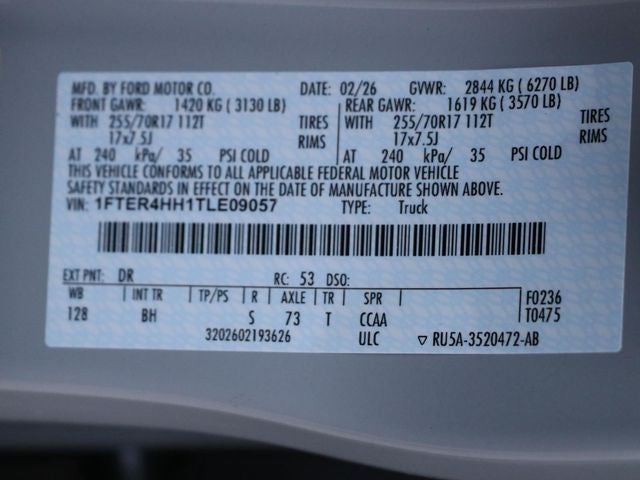 MFD. BY FORD MOTOR CO. DATE: 02/26 GVWR: 2844 KG ( 6270 LB)
FRONT GAWR: 1420 KG ( 3130 LB) REAR GAWR: 1619 KG ( 3570 LB)
WITH 255/70R17 112T TIRES WITH 255/70R17 112T TIRES
17x7.5J RIMS 17x7.5J RIMS
AT 240 kPa/ 35 PSI COLD AT 240 kPa/ 35 PSI COLD
THIS VEHICLE CONFORMS TO ALL APPLICABLE FEDERAL MOTOR VEHICLE
SAFETY STANDARDS IN EFFECT ON THE DATE OF MANUFACTURE SHOWN ABOVE.
VIN: 1FTER4HH1TLE09057 TYPE: Truck
EXT PNT: DR RC: 53 DSO:
WB INT TR TP/PS R AXLE TR SPR F0236
128 BH S 73 T CCAA T0475
3202602193626 ULC ▽ RU5A-3520472-AB